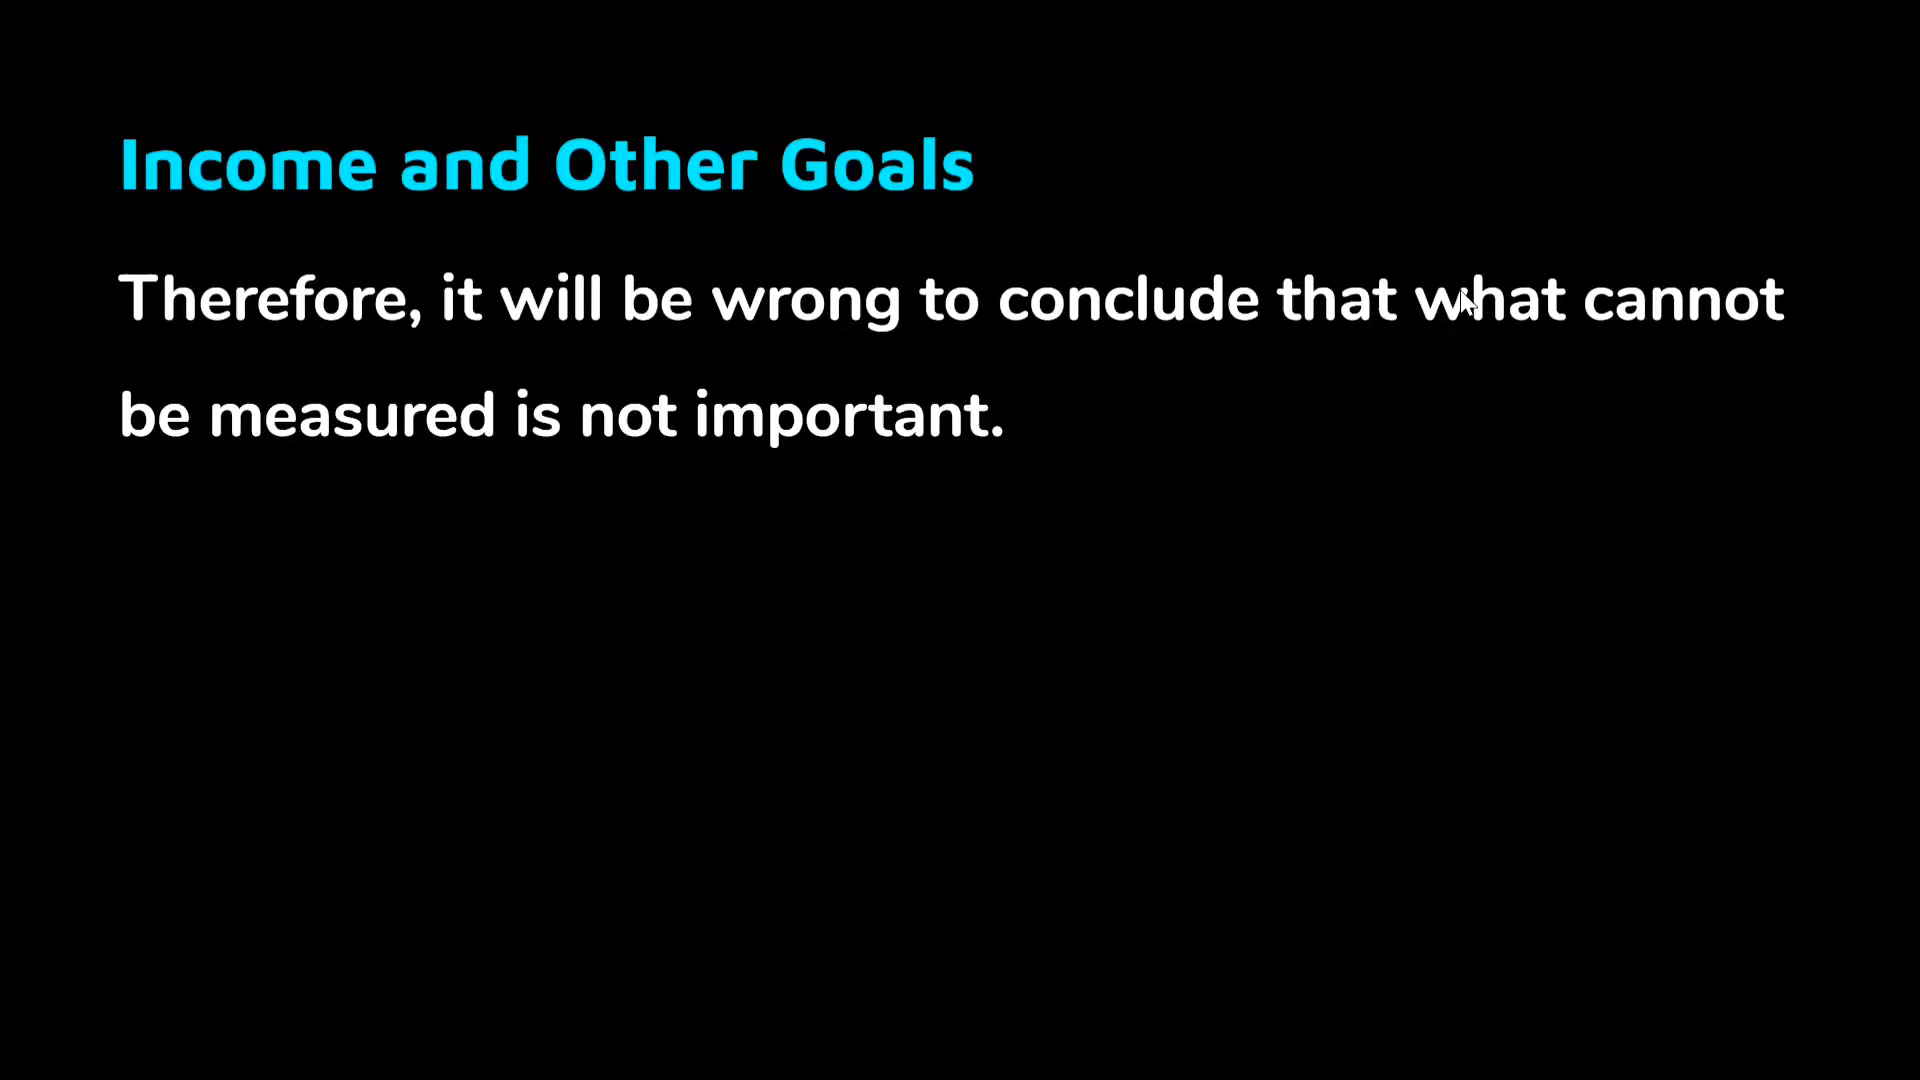 Income and Other Goals
Therefore, it will be wrong to conclude that what cannot
be measured is not important.